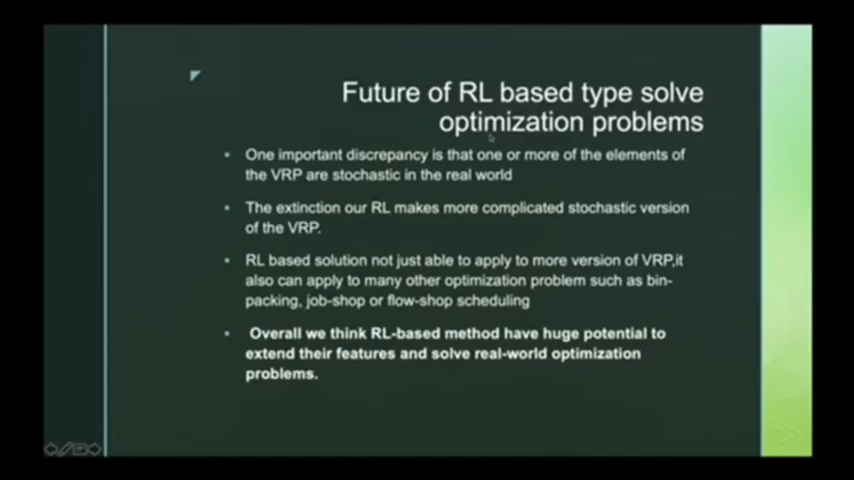 Future of RL based type solve
optimization problems
One important discrepancy is that one or more of the elements of
the VRP are stochastic in the real world
The extinction our RL makes more complicated stochastic version
of the VRP.
RL based solution not just able to apply to more version of VRP,it
also can apply to many other optimization problem such as bin-
packing, job-shop or flow-shop scheduling
Overall we think RL-based method have huge potential to
extend their features and solve real-world optimization
problems.